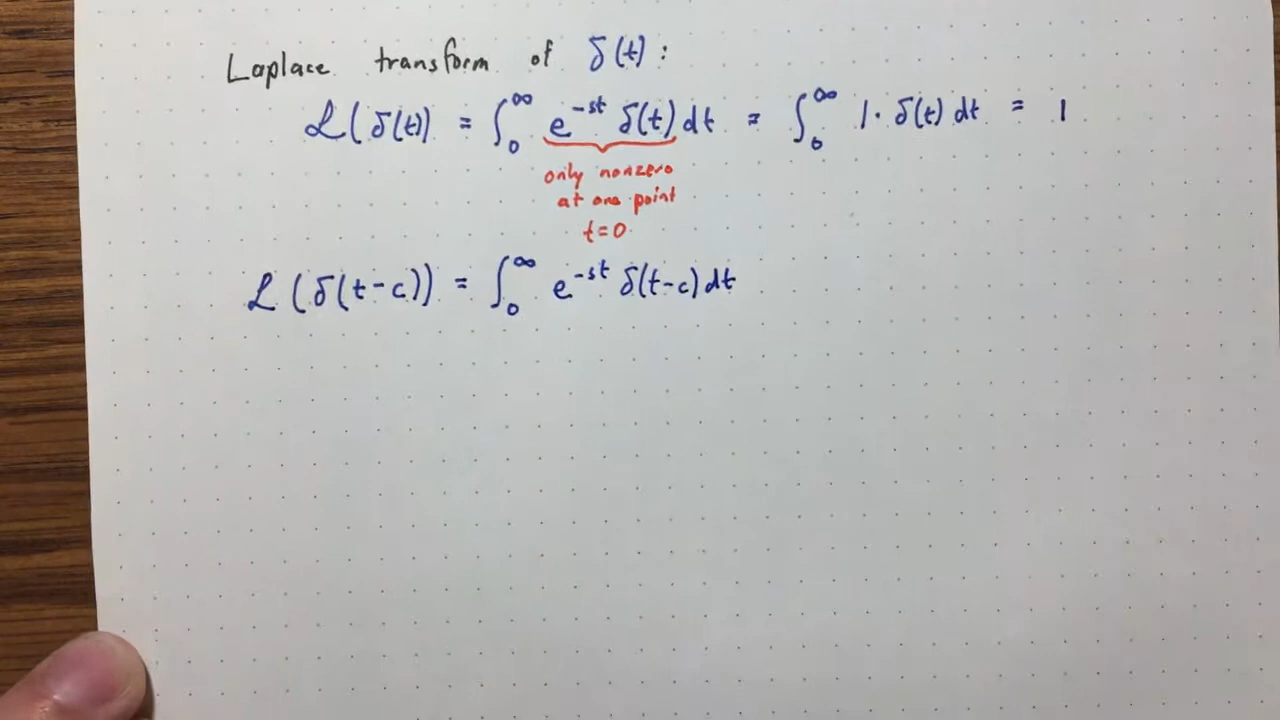 Laplace transform of δ(t):
ℒ(δ(t)) = ∫₀^∞ e^{-st} δ(t) dt = ∫₀^∞ 1· δ(t) dt = 1
only nonzero
at one point
t=0
ℒ(δ(t-c)) = ∫₀^∞ e^{-st} δ(t-c) dt